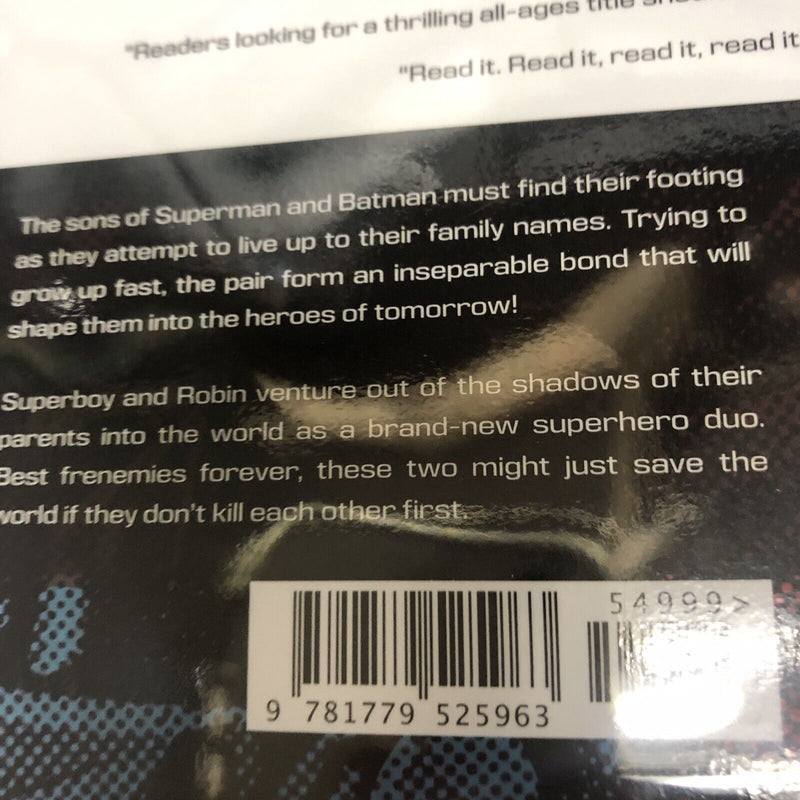 "Readers looking for a thrilling all-ages title
"Read it. Read it, read it, read it
The sons of Superman and Batman must find their footing
as they attempt to live up to their family names. Trying to
grow up fast, the pair form an inseparable bond that will
shape them into the heroes of tomorrow!
Superboy and Robin venture out of the shadows of their
parents into the world as a brand-new superhero duo.
Best frenemies forever, these two might just save the
world if they don't kill each other first.
54999>
9 781779 525963